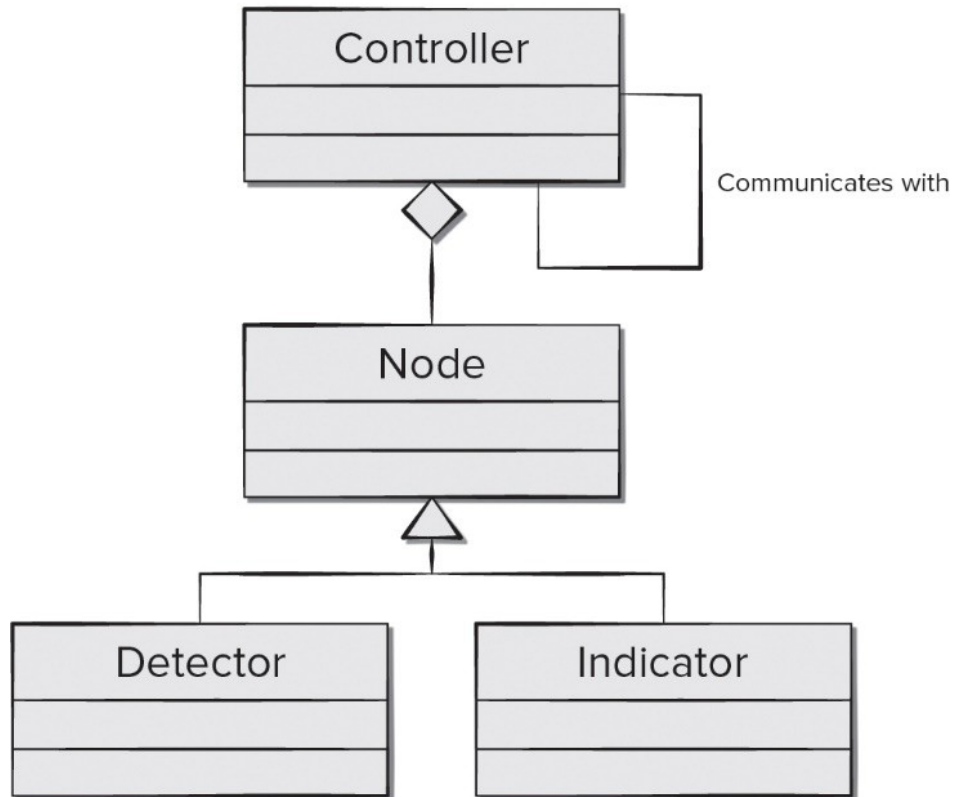 Controller
Communicates with
Node
Detector
Indicator